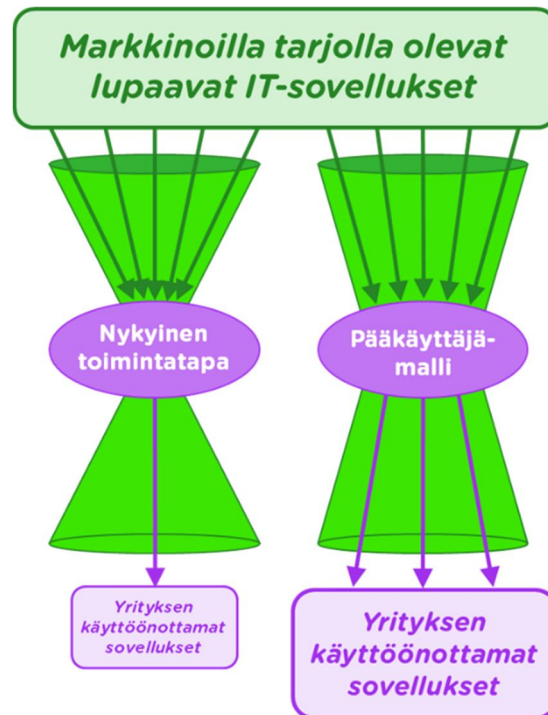 Markkinoilla tarjolla olevat
lupaavat IT-sovellukset
Nykyinen
toimintatapa
Pääkäyttäjä-
malli
Yrityksen
käyttöönottamat
sovellukset
Yrityksen
käyttöönottamat
sovellukset